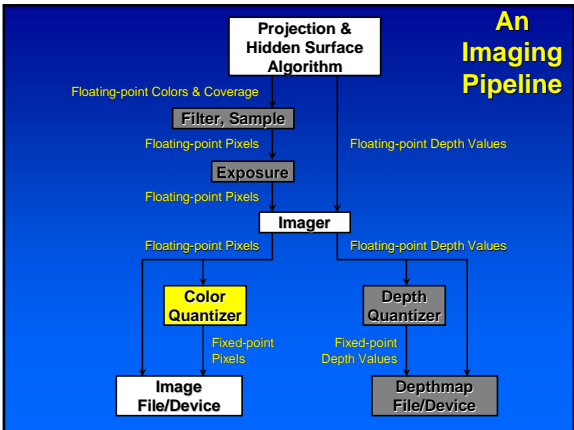 An
Imaging
Pipeline
Projection &
Hidden Surface
Algorithm
Floating-point Colors & Coverage
Filter, Sample
Floating-point Pixels
Floating-point Depth Values
Exposure
Floating-point Pixels
Imager
Floating-point Pixels
Floating-point Depth Values
Color
Quantizer
Depth
Quantizer
Fixed-point
Pixels
Fixed-point
Depth Values
Image
File/Device
Depthmap
File/Device